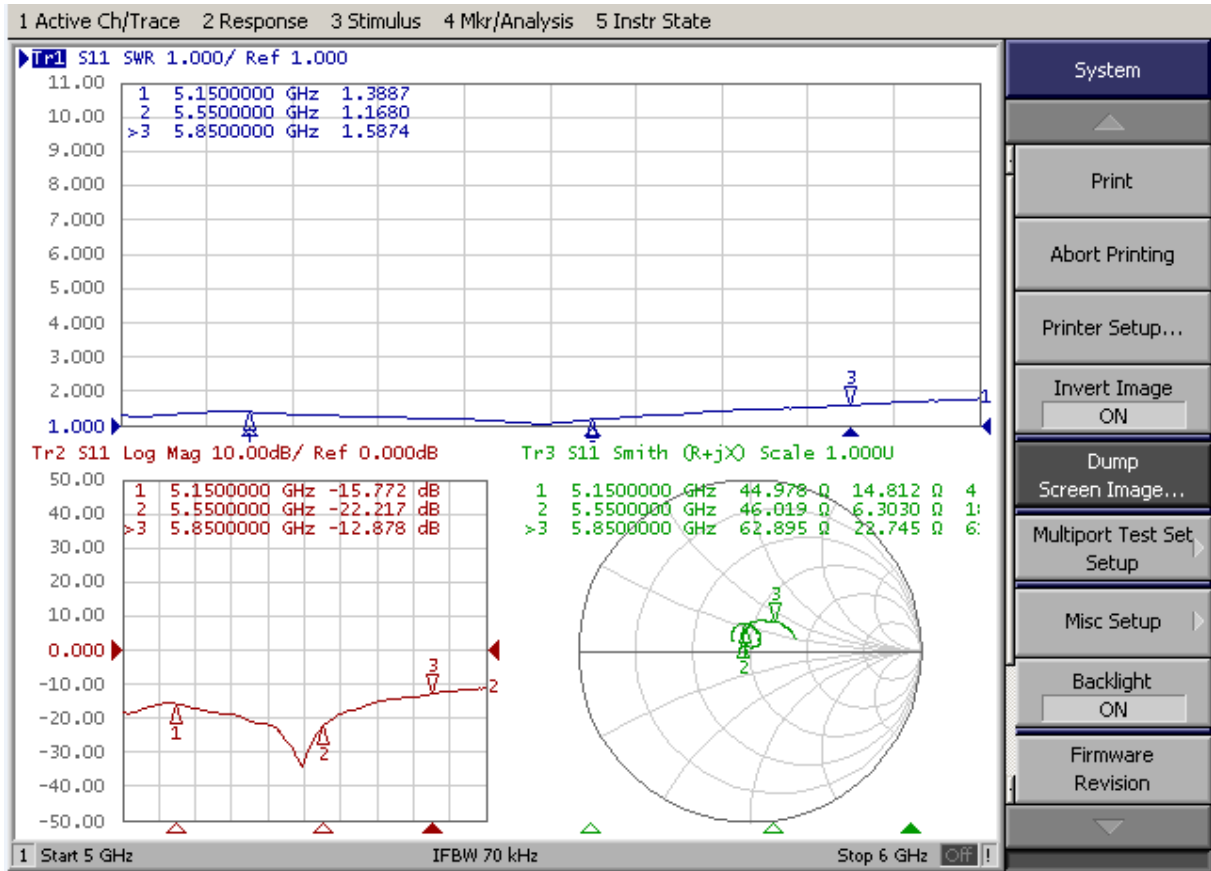 1 Active Ch/Trace 2 Response 3 Stimulus 4 Mkr/Analysis 5 Instr State
Tr1 S11 SWR 1.000/ Ref 1.000
11.00
10.00
9.000
8.000
7.000
6.000
5.000
4.000
3.000
2.000
1.000
1 5.1500000 GHz 1.3887
2 5.5500000 GHz 1.1680
>3 5.8500000 GHz 1.5874
3
1
Tr2 S11 Log Mag 10.00dB/ Ref 0.000dB
50.00
40.00
30.00
20.00
10.00
0.000
-10.00
-20.00
-30.00
-40.00
-50.00
1 5.1500000 GHz -15.772 dB
2 5.5500000 GHz -22.217 dB
>3 5.8500000 GHz -12.878 dB
3
2
1
2
Tr3 S11 Smith (R+jX) Scale 1.000U
1 5.1500000 GHz 44.978 Ω 14.812 Ω 4
2 5.5500000 GHz 46.019 Ω 6.3030 Ω 18
>3 5.8500000 GHz 62.895 Ω 22.745 Ω 6
3
2
1 Start 5 GHz IFBW 70 kHz Stop 6 GHz Off !
System
Print
Abort Printing
Printer Setup...
Invert Image
ON
Dump
Screen Image...
Multiport Test Set
Setup
Misc Setup
Backlight
ON
Firmware
Revision